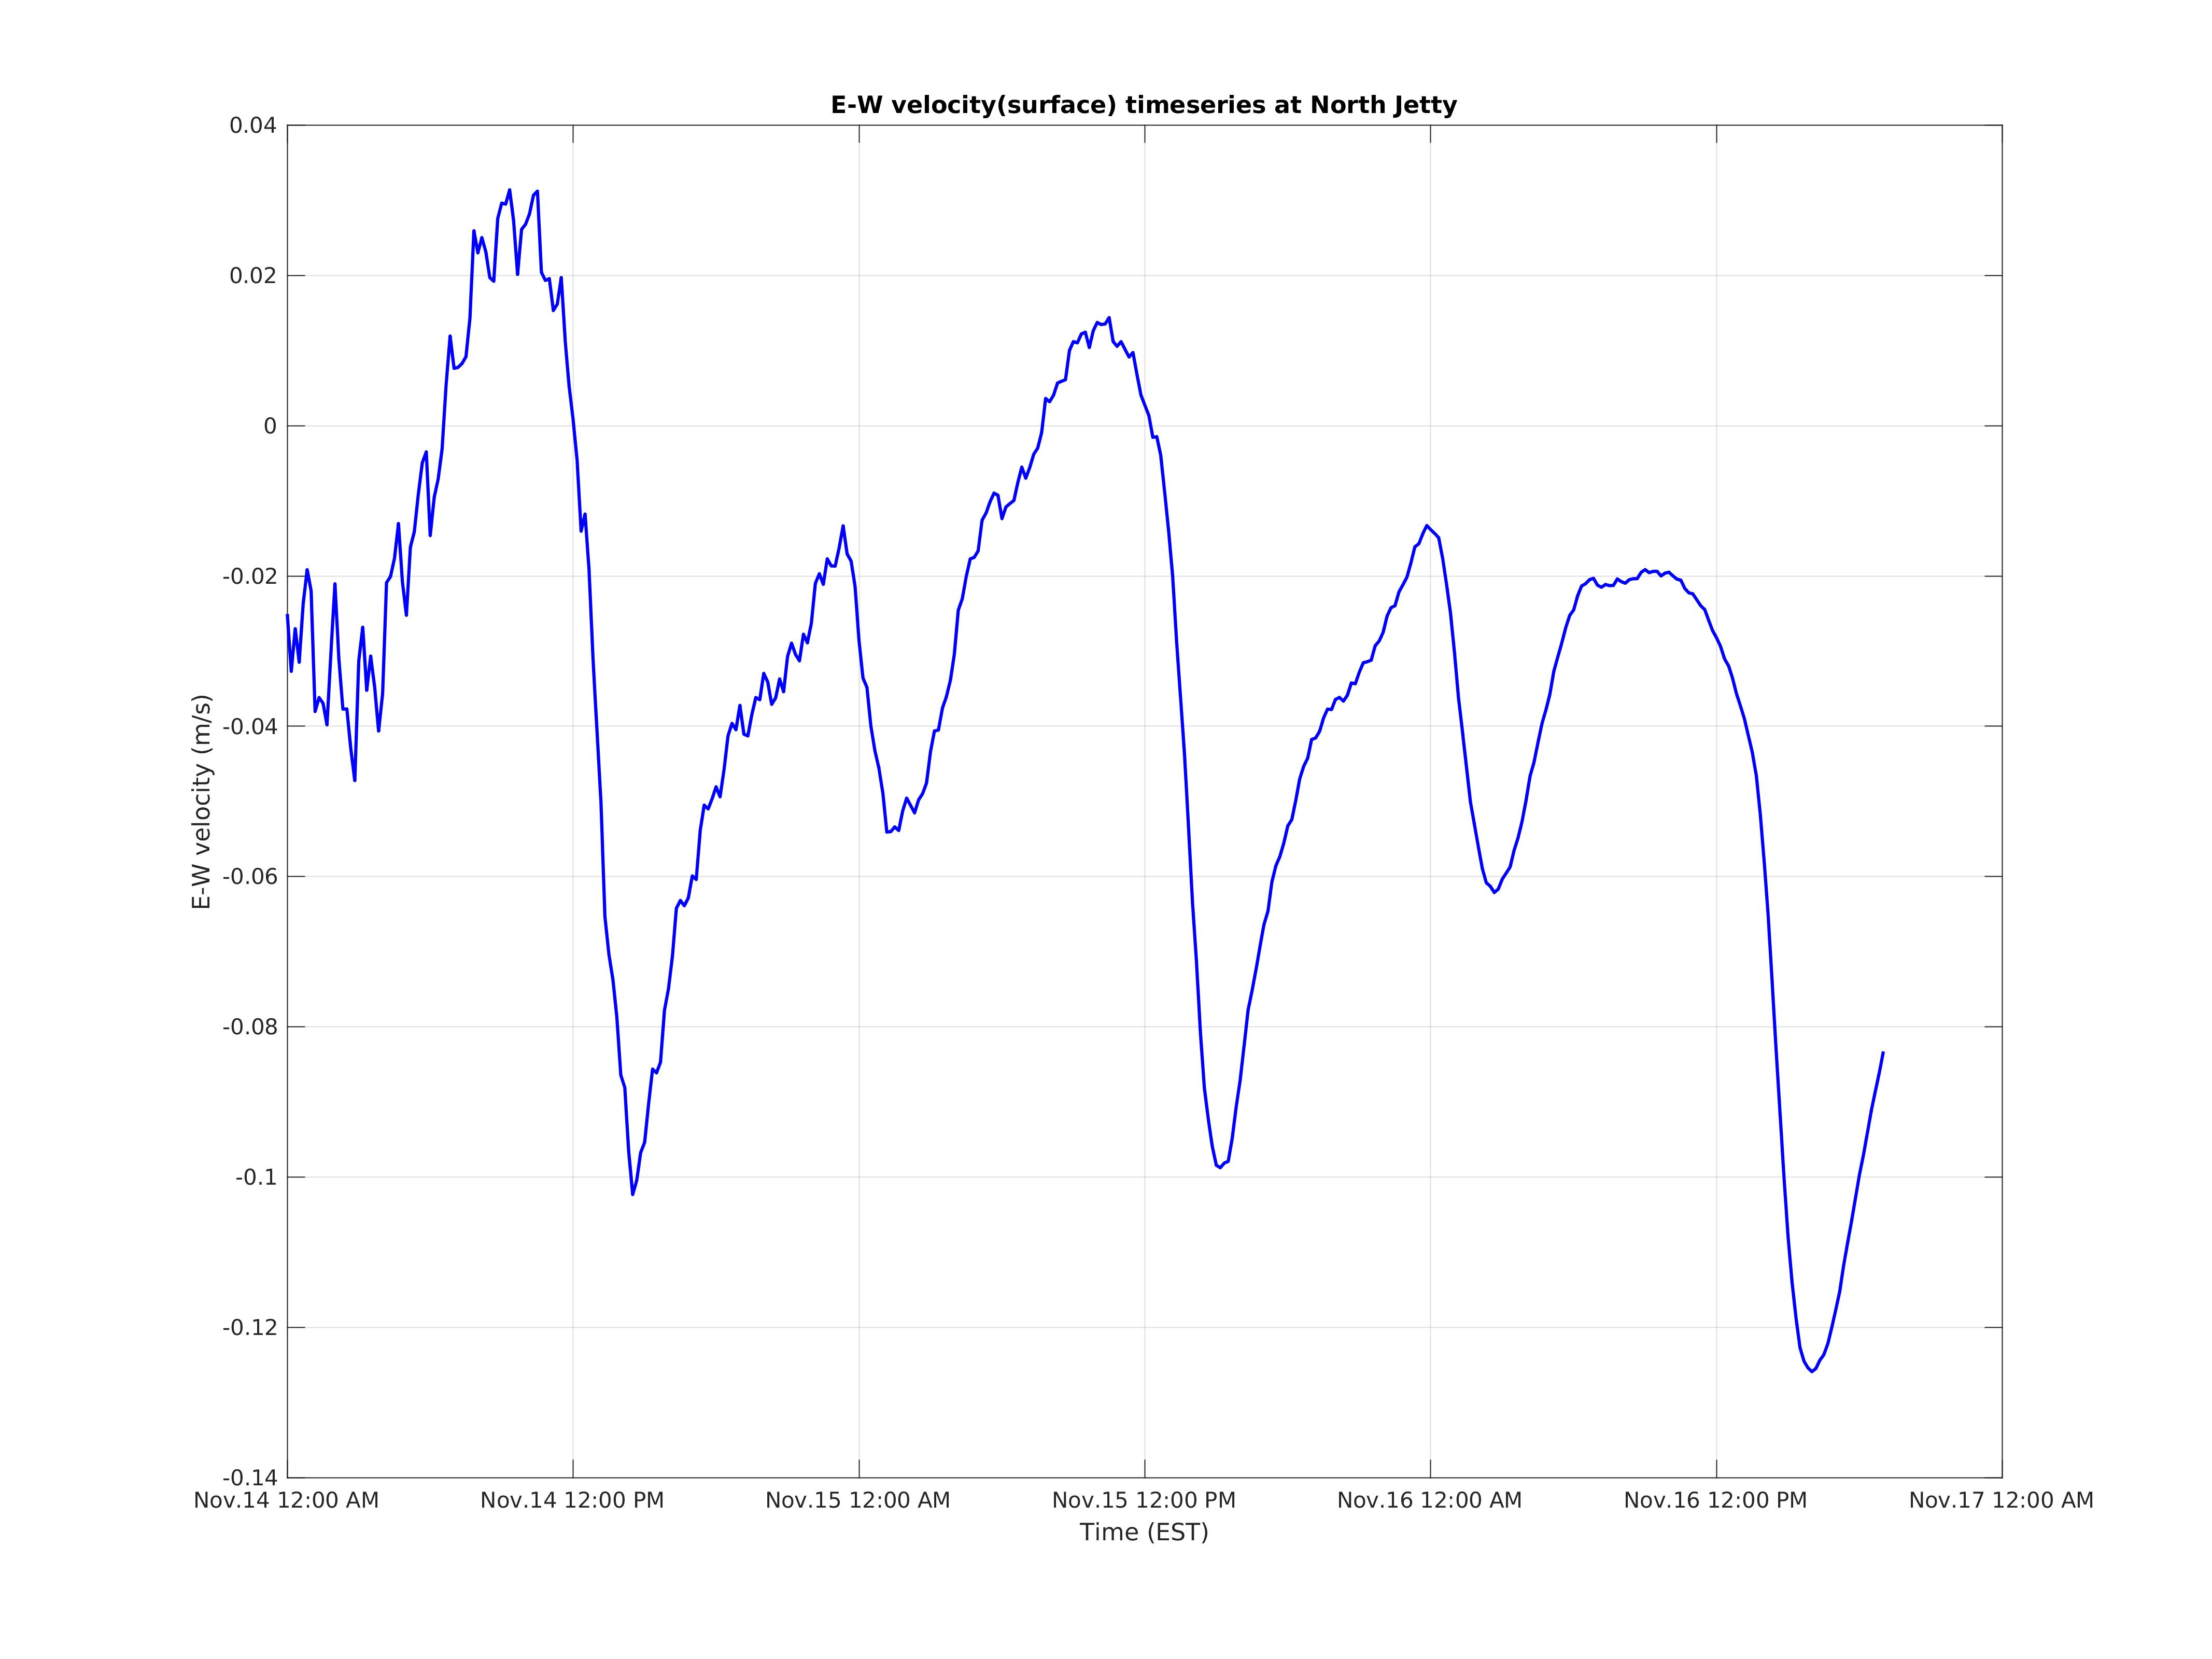 E-W velocity(surface) timeseries at North Jetty
0.04
0.02
0
-0.02
-0.04
-0.06
-0.08
-0.1
-0.12
-0.14
E-W velocity (m/s)
Nov.14 12:00 AM Nov.14 12:00 PM Nov.15 12:00 AM Nov.15 12:00 PM Nov.16 12:00 AM Nov.16 12:00 PM Nov.17 12:00 AM
Time (EST)